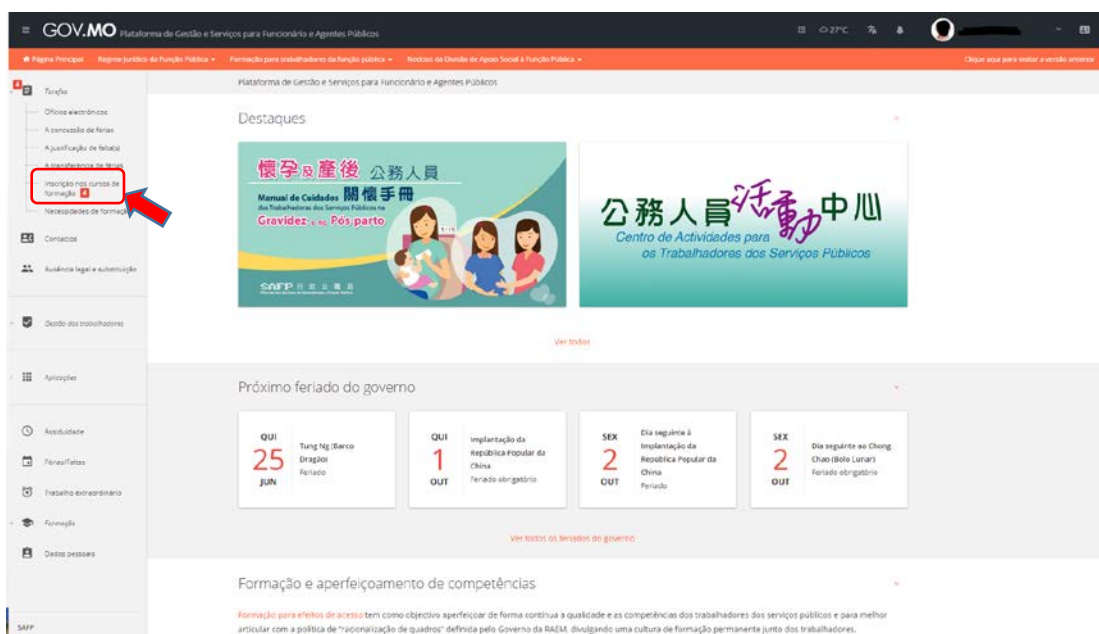 GOV.MO Plataforma de Gestão e Serviços para Funcionário e Agentes Públicos
27°C
Página Principal Regime Jurídico da Função Pública Formação para trabalhadores da função pública Notícias da Divisão de Apoio Social à Função Pública Clique aqui para visitar a versão anterior
4
Tarefas
Ofícios electrónicos
A concessão de férias
A justificação de falta(s)
A transferência de férias
Inscrição nos cursos de
formação 4
Necessidades de formação
Contactos
Ausência legal e substituição
Gestão dos trabalhadores
Aplicações
Assiduidade
Férias/Faltas
Trabalho extraordinário
Formação
Dados pessoais
SAFP
Plataforma de Gestão e Serviços para Funcionário e Agentes Públicos
Destaques
懷孕及產後 公務人員
Manual de Cuidados 關懷手冊
das Trabalhadoras dos Serviços Públicos na
Gravidez e no Pós-parto
SAFP 行政公職局
公務人員活動中心
Centro de Actividades para
os Trabalhadores dos Serviços Públicos
Ver todos
Próximo feriado do governo
QUI
25
JUN
Tung Ng (Barco
Dragão)
Feriado
QUI
1
OUT
Implantação da
República Popular da
China
Feriado obrigatório
SEX
2
OUT
Dia seguinte à
Implantação da
República Popular da
China
Feriado
SEX
2
OUT
Dia seguinte ao Chong
Chao (Bolo Lunar)
Feriado obrigatório
Ver todos os feriados do governo
Formação e aperfeiçoamento de competências
Formação para efeitos de acesso tem como objectivo aperfeiçoar de forma contínua a qualidade e as competências dos trabalhadores dos serviços públicos e para melhor
articular com a política de "racionalização de quadros" definida pelo Governo da RAEM, divulgando uma cultura de formação permanente junto dos trabalhadores.